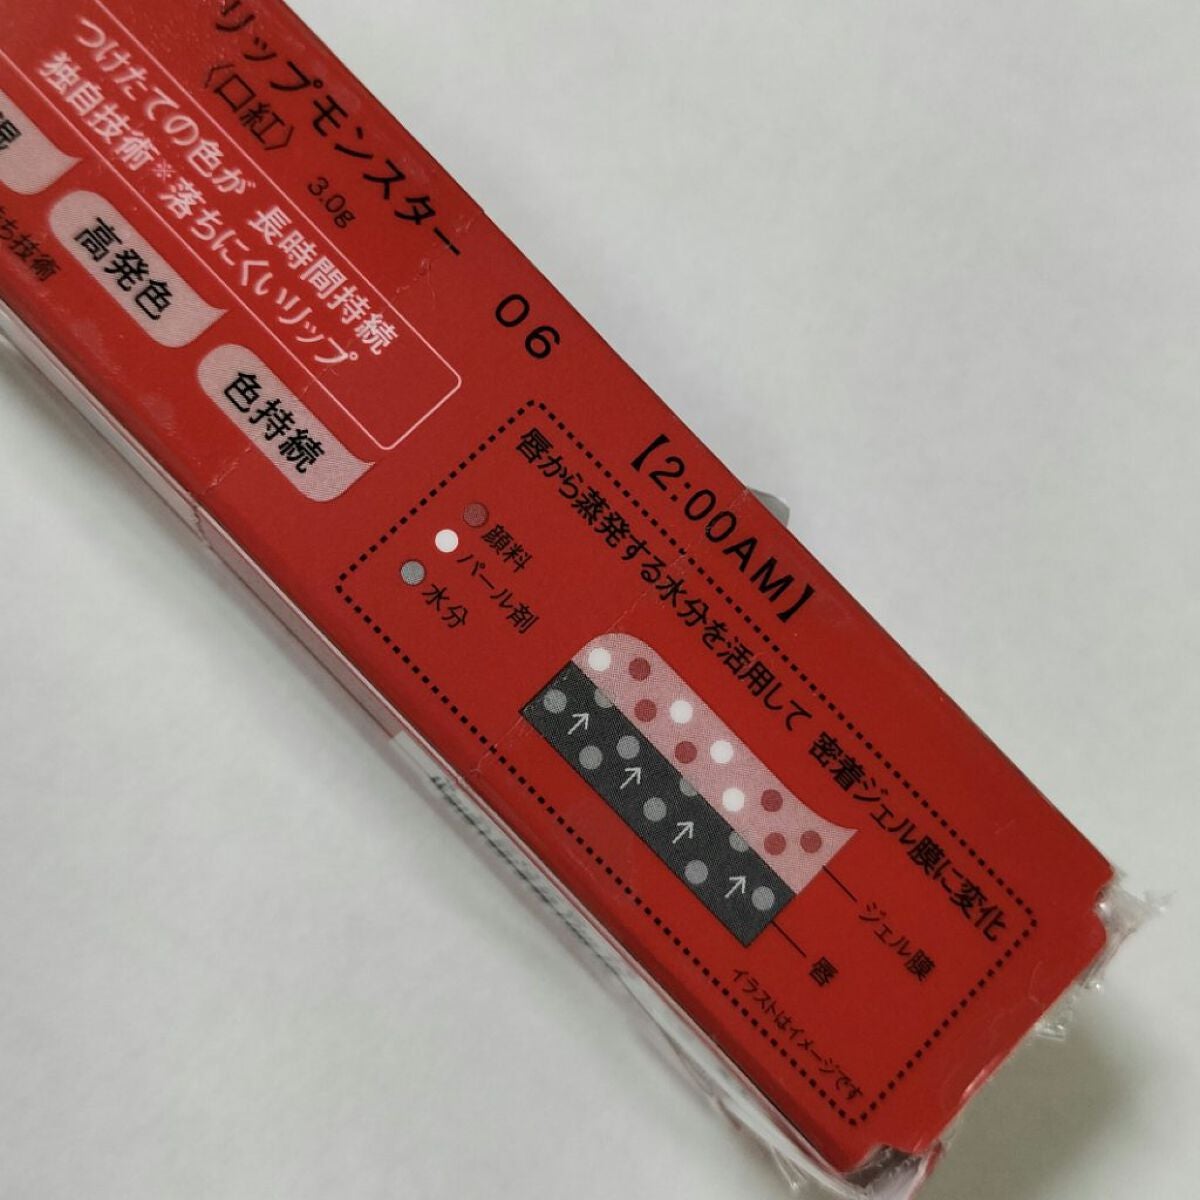 リップモンスター
〈口紅〉
3.0g
06
【2:00AM】
つけたての色が 長時間持続
独自技術※落ちにくいリップ
高発色
色持続
技術
唇から蒸発する水分を活用して 密着ジェル膜に変化
顔料
パール剤
水分
ジェル膜
唇
イラストはイメージです